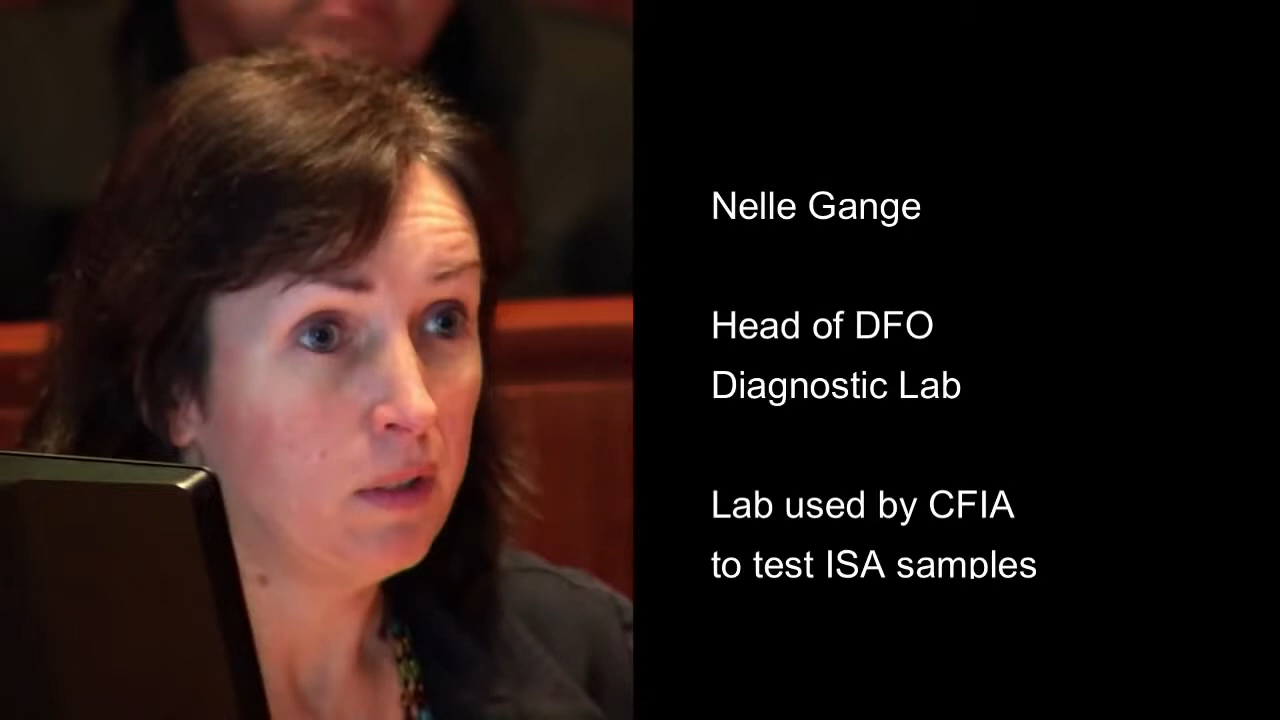 Nelle Gange
Head of DFO
Diagnostic Lab
Lab used by CFIA
to test ISA samples